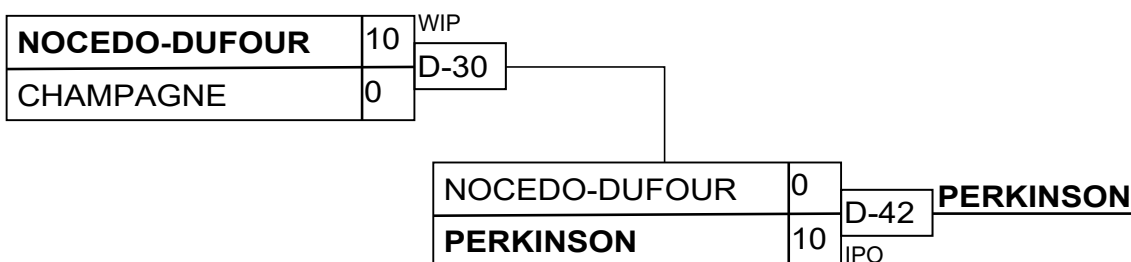 NOCEDO-DUFOUR 10 WIP
D-30
CHAMPAGNE 0
NOCEDO-DUFOUR 0
D-42 PERKINSON
PERKINSON 10 IPO